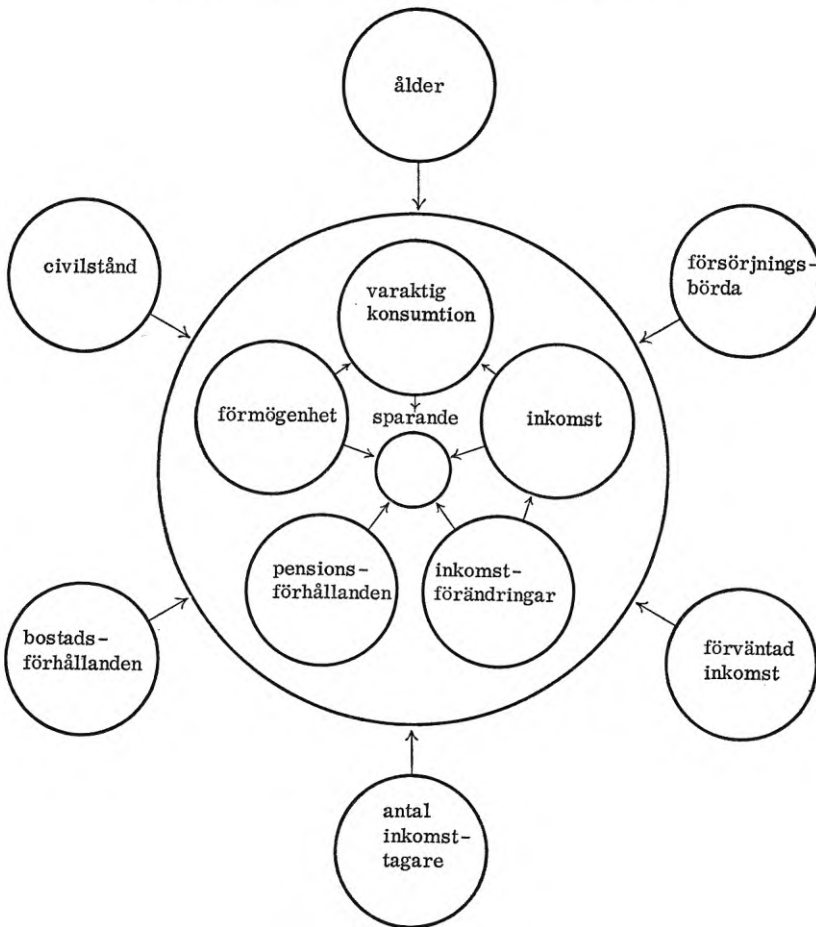 ålder
civilstånd
försörjnings-
börda
varaktig
konsumtion
förmögenhet
sparande
inkomst
pensions-
förhållanden
inkomst-
förändringar
bostads-
förhållanden
förväntad
inkomst
antal
inkomst-
tagare